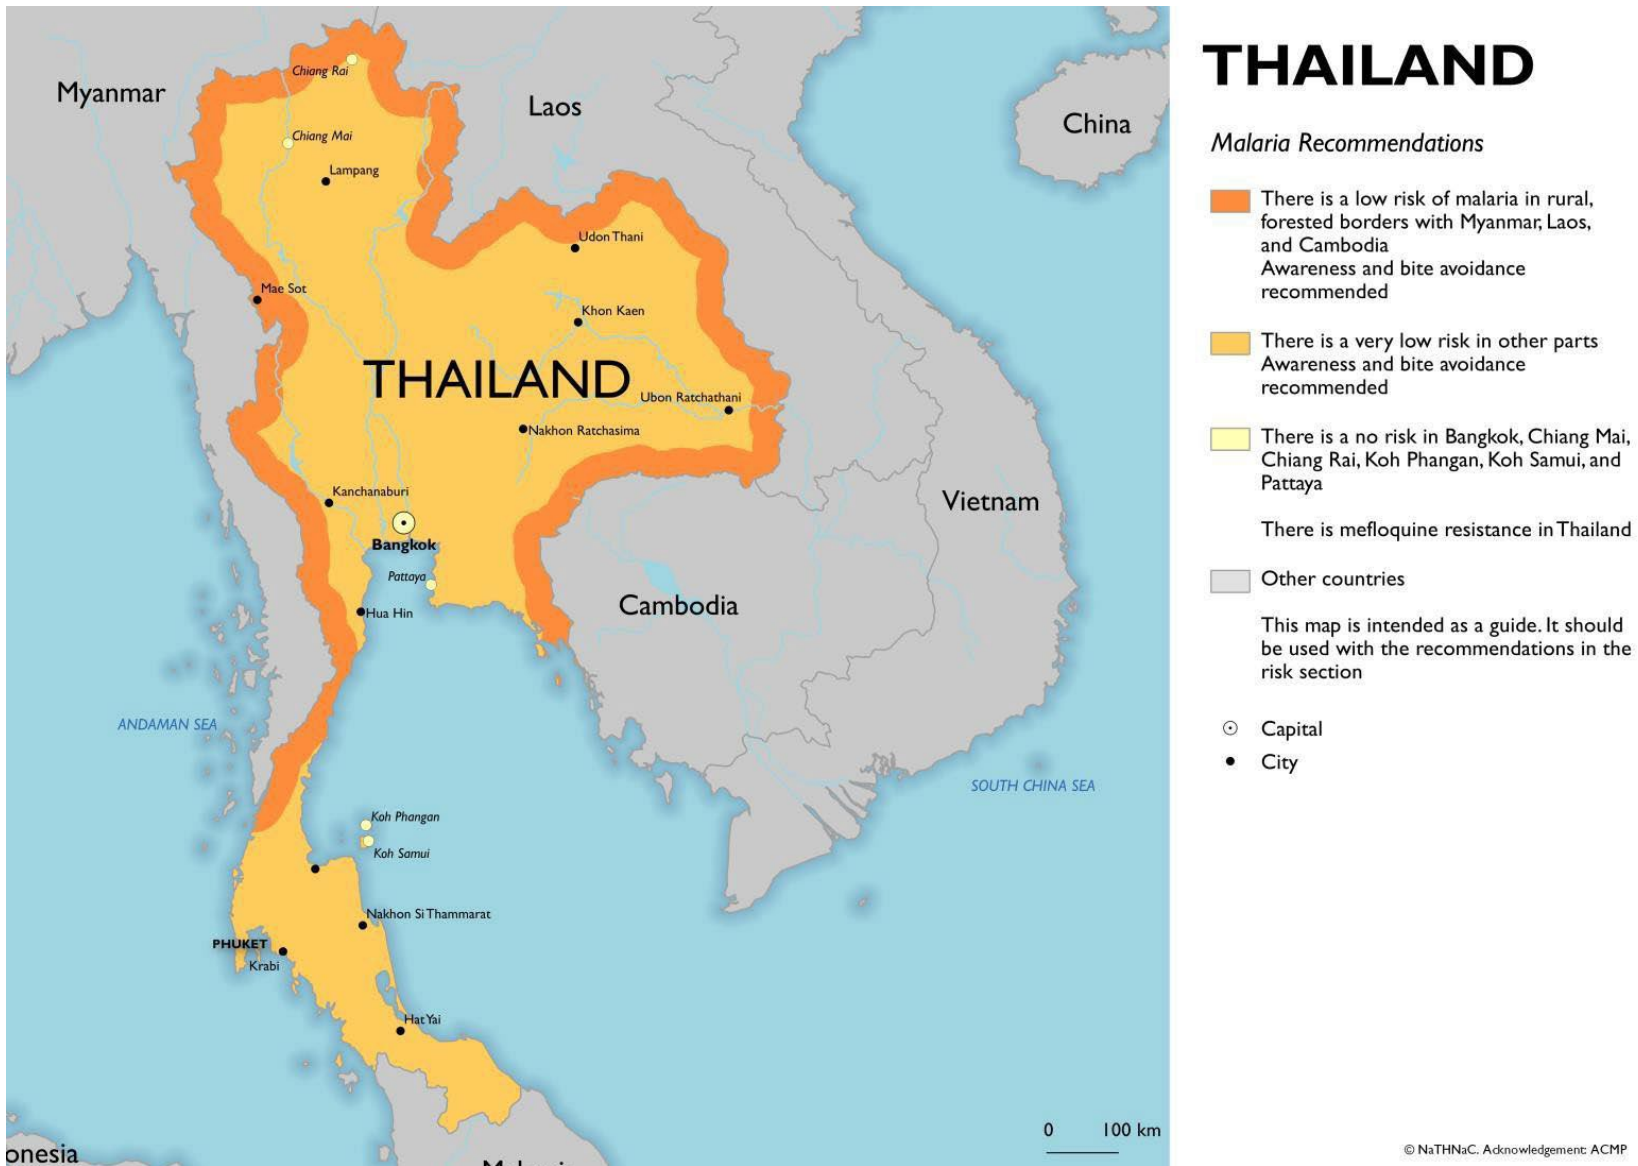 Myanmar
Laos
China
Chiang Rai
Chiang Mai
Lampang
Udon Thani
Mae Sot
Khon Kaen
THAILAND
Ubon Ratchathani
Nakhon Ratchasima
Kanchanaburi
Vietnam
Bangkok
Pattaya
Cambodia
Hua Hin
ANDAMAN SEA
SOUTH CHINA SEA
Koh Phangan
Koh Samui
Nakhon Si Thammarat
PHUKET
Krabi
Hat Yai
0 100 km
onesia
THAILAND
Malaria Recommendations
There is a low risk of malaria in rural,
forested borders with Myanmar, Laos,
and Cambodia
Awareness and bite avoidance
recommended
There is a very low risk in other parts
Awareness and bite avoidance
recommended
There is a no risk in Bangkok, Chiang Mai,
Chiang Rai, Koh Phangan, Koh Samui, and
Pattaya
There is mefloquine resistance in Thailand
Other countries
This map is intended as a guide. It should
be used with the recommendations in the
risk section
Capital
City
© NaTHNaC. Acknowledgement: ACMP